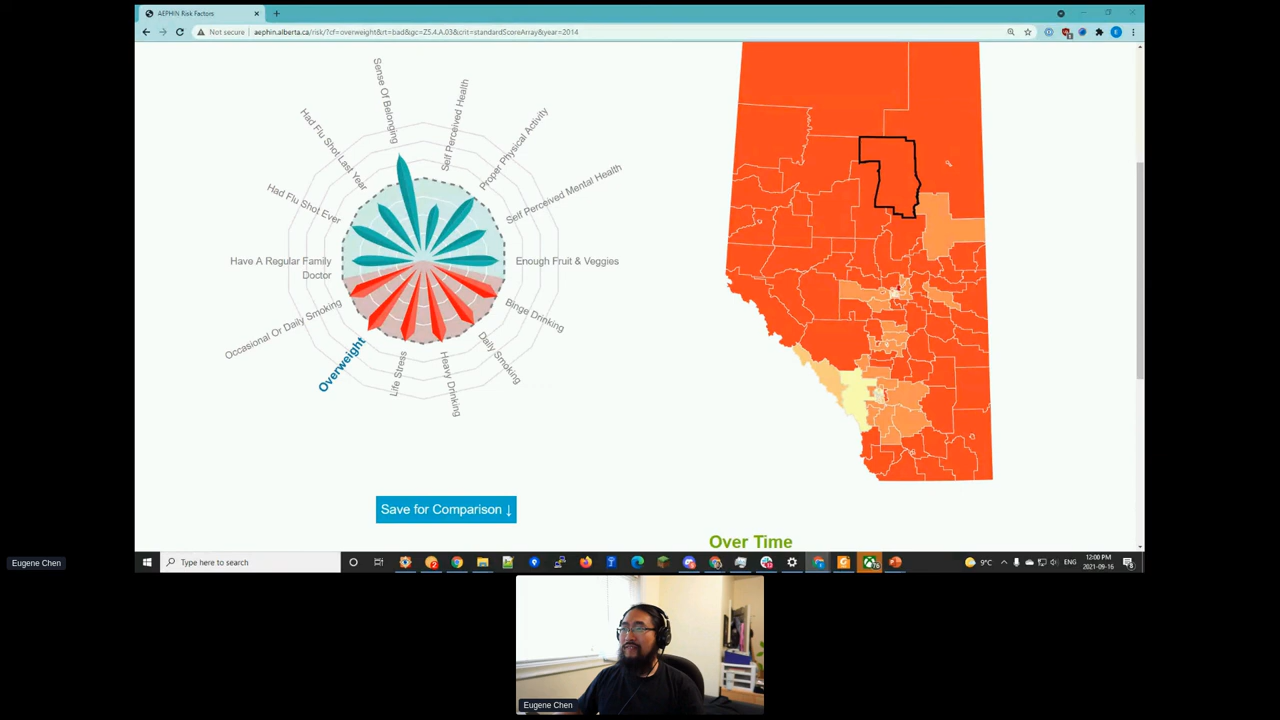 AEPHIN Risk Factors
Not secure
aephin.alberta.ca/risk/?cf=overweight&rt=bad&gc=Z5.4.A.03&crit=standardScoreArray&year=2014
Sense Of Belonging
Self Perceived Health
Had Flu Shot Last Year
Proper Physical Activity
Had Flu Shot Ever
Self Perceived Mental Health
Have A Regular Family
Doctor
Enough Fruit & Veggies
Occasional Or Daily Smoking
Binge Drinking
Overweight
Life Stress
Heavy Drinking
Daily Smoking
Save for Comparison ↓
Over Time
Type here to search
9°C
ENG
12:00 PM
2021-09-16
Eugene Chen
Eugene Chen